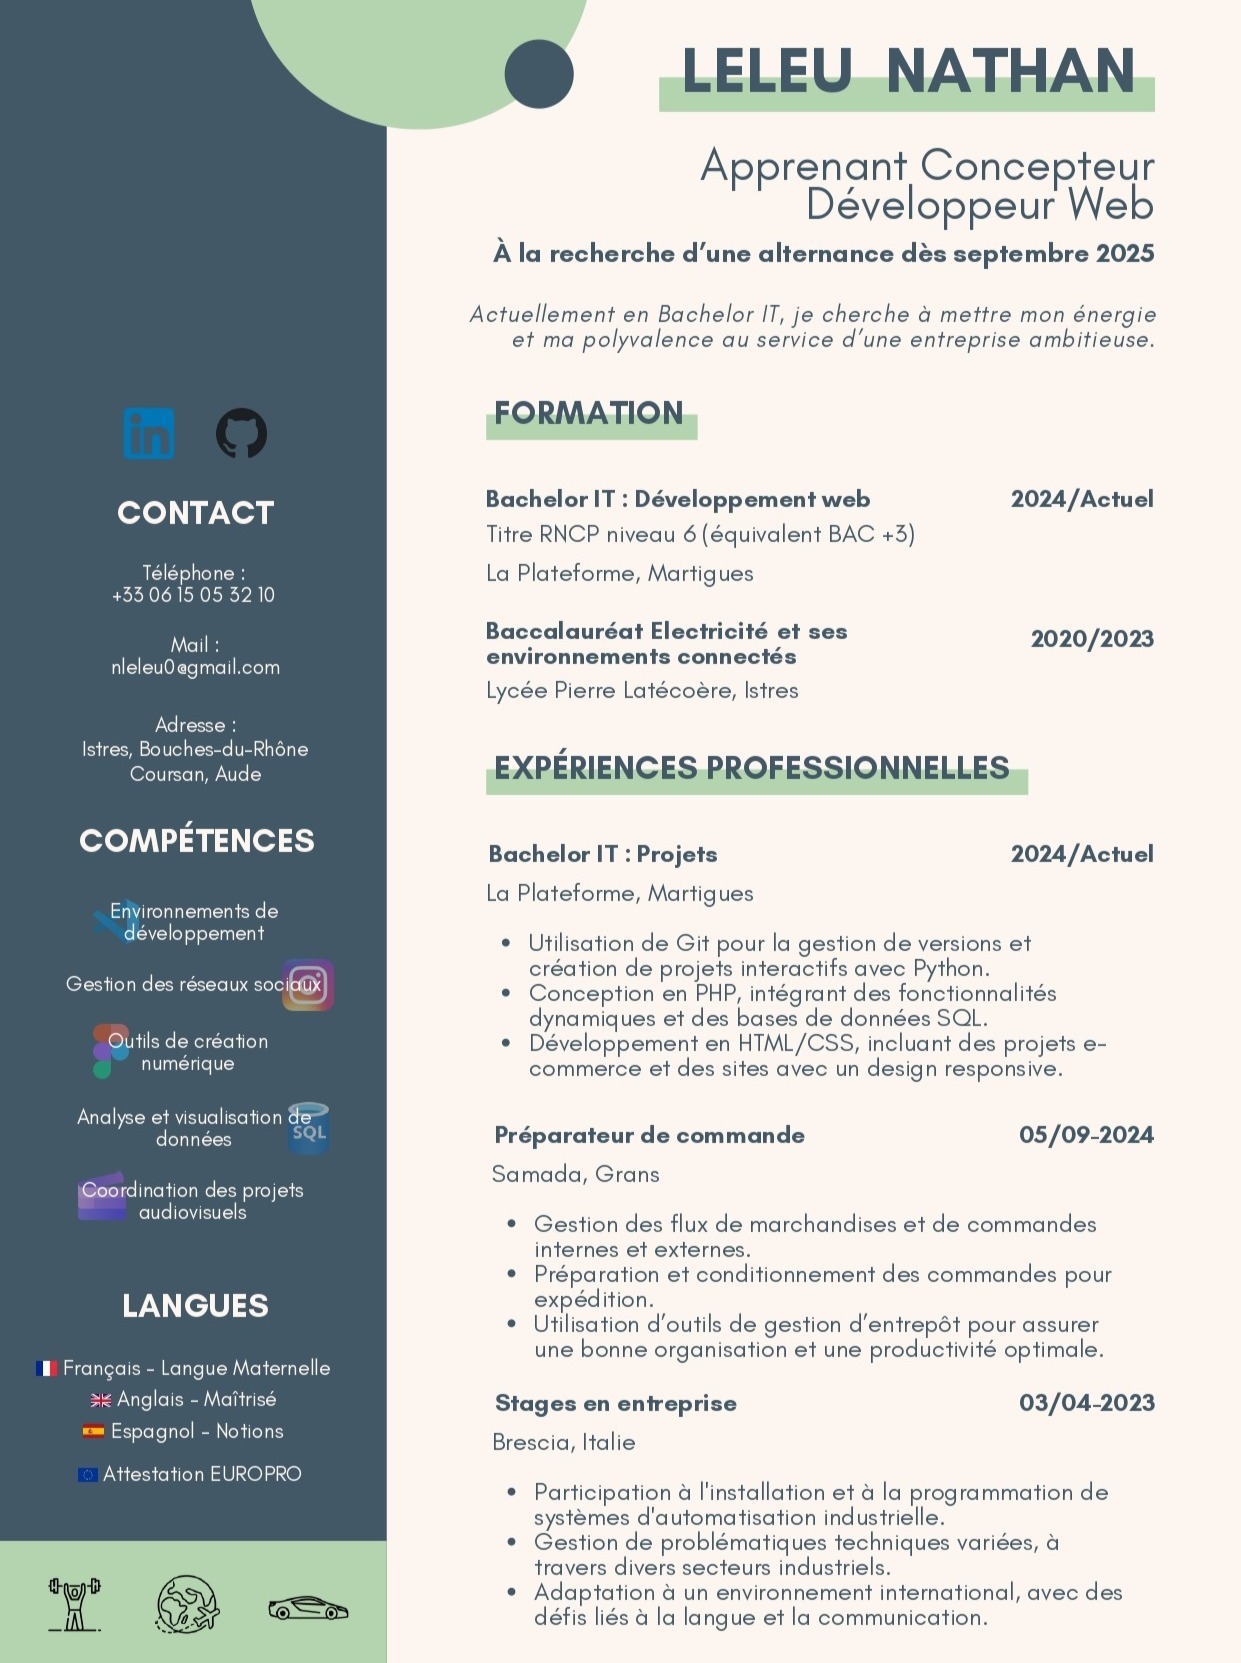 LELEU NATHAN
Apprenant Concepteur
Développeur Web
À la recherche d’une alternance dès septembre 2025
Actuellement en Bachelor IT, je cherche à mettre mon énergie
et ma polyvalence au service d’une entreprise ambitieuse.
in
CONTACT
Téléphone :
+33 06 15 05 32 10
Mail :
nleleu0@gmail.com
Adresse :
Istres, Bouches-du-Rhône
Coursan, Aude
COMPÉTENCES
Environnements de
développement
Gestion des réseaux sociaux
Outils de création
numérique
Analyse et visualisation de
données
SQL
Coordination des projets
audiovisuels
LANGUES
Français - Langue Maternelle
Anglais - Maîtrisé
Espagnol - Notions
Attestation EUROPRO
FORMATION
Bachelor IT : Développement web 2024/Actuel
Titre RNCP niveau 6 (équivalent BAC +3)
La Plateforme, Martigues
Baccalauréat Electricité et ses
environnements connectés
2020/2023
Lycée Pierre Latécoère, Istres
EXPÉRIENCES PROFESSIONNELLES
Bachelor IT : Projets 2024/Actuel
La Plateforme, Martigues
• Utilisation de Git pour la gestion de versions et
création de projets interactifs avec Python.
• Conception en PHP, intégrant des fonctionnalités
dynamiques et des bases de données SQL.
• Développement en HTML/CSS, incluant des projets e-
commerce et des sites avec un design responsive.
Préparateur de commande 05/09-2024
Samada, Grans
• Gestion des flux de marchandises et de commandes
internes et externes.
• Préparation et conditionnement des commandes pour
expédition.
• Utilisation d’outils de gestion d’entrepôt pour assurer
une bonne organisation et une productivité optimale.
Stages en entreprise 03/04-2023
Brescia, Italie
• Participation à l'installation et à la programmation de
systèmes d'automatisation industrielle.
• Gestion de problématiques techniques variées, à
travers divers secteurs industriels.
• Adaptation à un environnement international, avec des
défis liés à la langue et la communication.